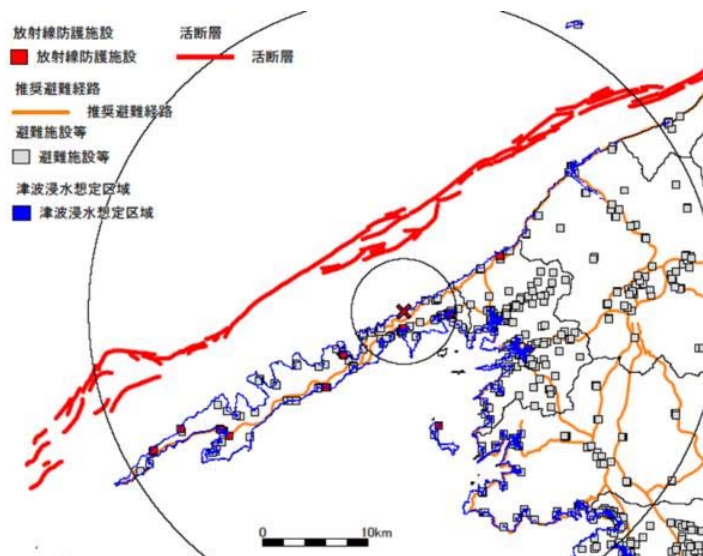 放射線防護施設
放射線防護施設
活断層
活断層
推奨避難経路
推奨避難経路
避難施設等
避難施設等
津波浸水想定区域
津波浸水想定区域
0 10km